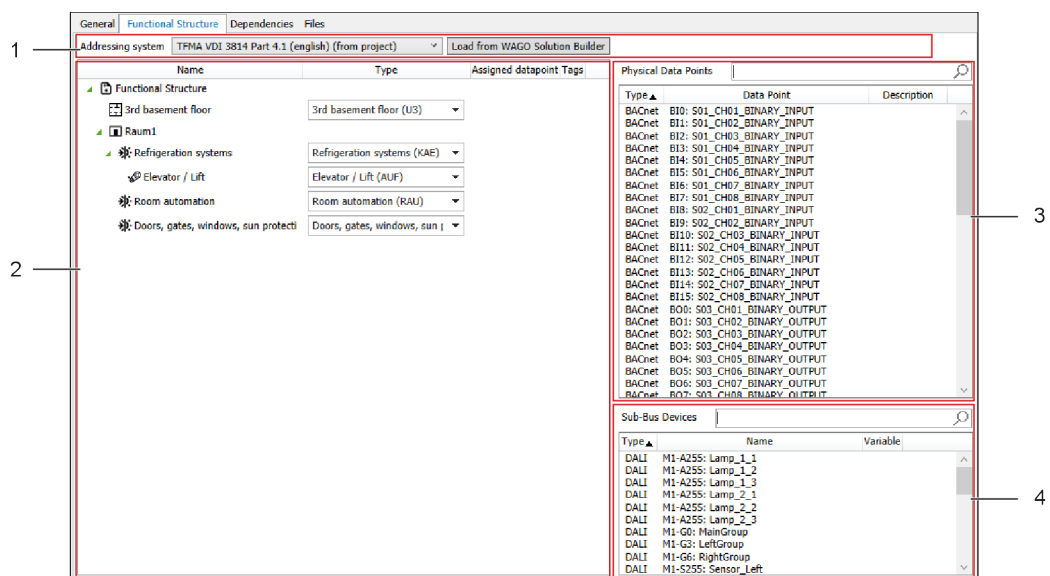 General Functional Structure Dependencies Files
1
Addressing system TFMA VDI 3814 Part 4.1 (english) (from project) Load from WAGO Solution Builder
2
Name Type Assigned datapoint Tags
Functional Structure
3rd basement floor 3rd basement floor (U3)
Raum1
Refrigeration systems Refrigeration systems (KAE)
Elevator / Lift Elevator / Lift (AUF)
Room automation Room automation (RAU)
Doors, gates, windows, sun protecti Doors, gates, windows, sun p
3
Physical Data Points
Type Data Point Description
BACnet BI0: S01_CH01_BINARY_INPUT
BACnet BI1: S01_CH02_BINARY_INPUT
BACnet BI2: S01_CH03_BINARY_INPUT
BACnet BI3: S01_CH04_BINARY_INPUT
BACnet BI4: S01_CH05_BINARY_INPUT
BACnet BI5: S01_CH06_BINARY_INPUT
BACnet BI6: S01_CH07_BINARY_INPUT
BACnet BI7: S01_CH08_BINARY_INPUT
BACnet BI8: S02_CH01_BINARY_INPUT
BACnet BI9: S02_CH02_BINARY_INPUT
BACnet BI10: S02_CH03_BINARY_INPUT
BACnet BI11: S02_CH04_BINARY_INPUT
BACnet BI12: S02_CH05_BINARY_INPUT
BACnet BI13: S02_CH06_BINARY_INPUT
BACnet BI14: S02_CH07_BINARY_INPUT
BACnet BI15: S02_CH08_BINARY_INPUT
BACnet BO0: S03_CH01_BINARY_OUTPUT
BACnet BO1: S03_CH02_BINARY_OUTPUT
BACnet BO2: S03_CH03_BINARY_OUTPUT
BACnet BO3: S03_CH04_BINARY_OUTPUT
BACnet BO4: S03_CH05_BINARY_OUTPUT
BACnet BO5: S03_CH06_BINARY_OUTPUT
BACnet BO6: S03_CH07_BINARY_OUTPUT
BACnet BO7: S03_CH08_BINARY_OUTPUT
4
Sub-Bus Devices
Type Name Variable
DALI M1-A255: Lamp_1_1
DALI M1-A255: Lamp_1_2
DALI M1-A255: Lamp_1_3
DALI M1-A255: Lamp_2_1
DALI M1-A255: Lamp_2_2
DALI M1-A255: Lamp_2_3
DALI M1-G0: MainGroup
DALI M1-G3: LeftGroup
DALI M1-G6: RightGroup
DALI M1-S255: Sensor_Left